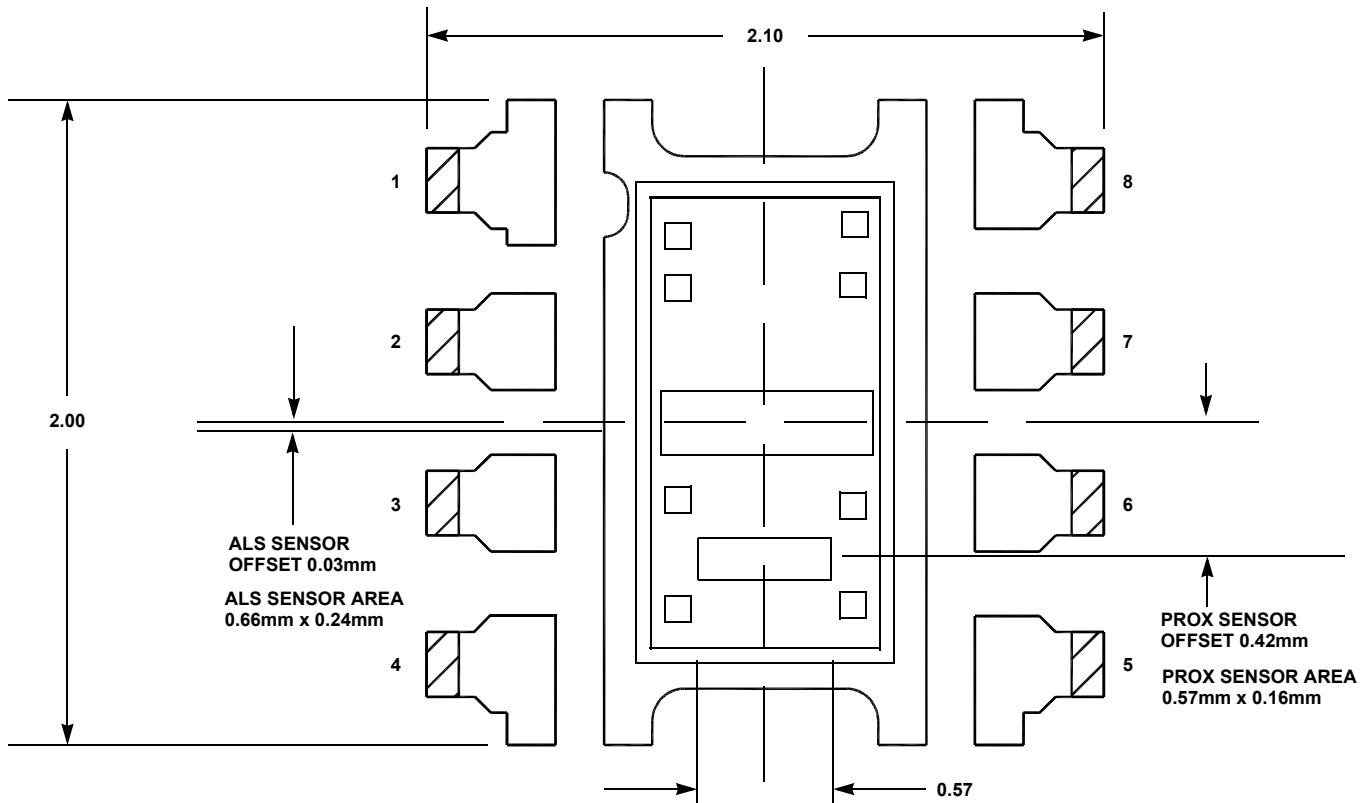 2.10
1
8
2
7
2.00
3
6
ALS SENSOR
OFFSET 0.03mm
ALS SENSOR AREA
0.66mm x 0.24mm
PROX SENSOR
OFFSET 0.42mm
PROX SENSOR AREA
0.57mm x 0.16mm
4
5
0.57